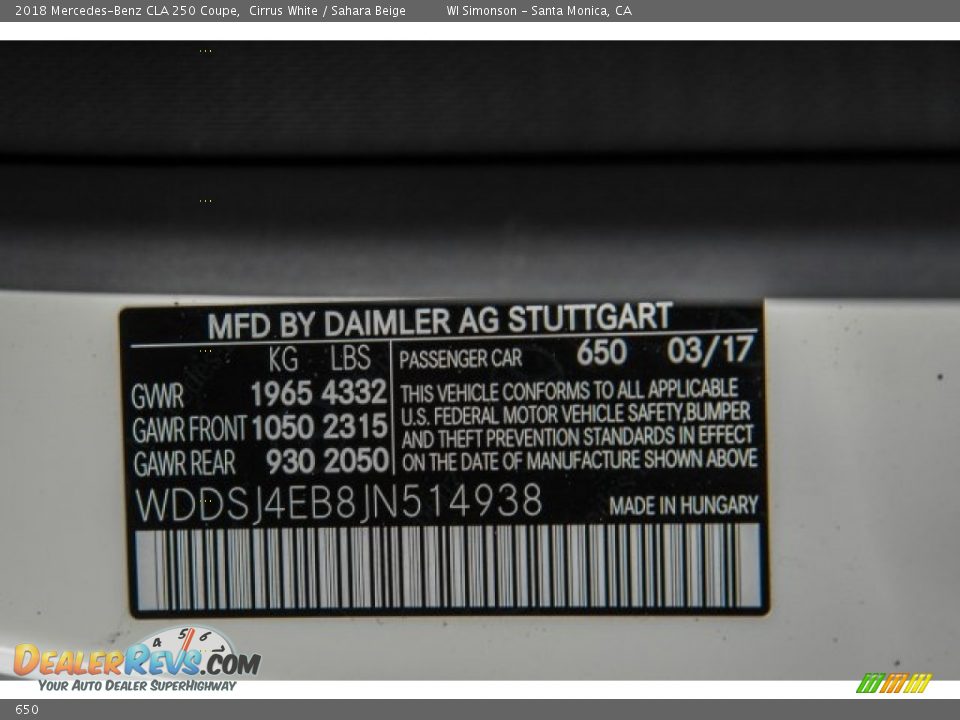 2018 Mercedes-Benz CLA 250 Coupe, Cirrus White / Sahara Beige WI Simonson - Santa Monica, CA
MFD BY DAIMLER AG STUTTGART
KG LBS
GVWR 1965 4332
GAWR FRONT 1050 2315
GAWR REAR 930 2050
PASSENGER CAR 650 03/17
THIS VEHICLE CONFORMS TO ALL APPLICABLE
U.S. FEDERAL MOTOR VEHICLE SAFETY,BUMPER
AND THEFT PREVENTION STANDARDS IN EFFECT
ON THE DATE OF MANUFACTURE SHOWN ABOVE
WDDSJ4EB8JN514938 MADE IN HUNGARY
4 5 6
DEALERREVS.COM
YOUR AUTO DEALER SUPERHIGHWAY
650